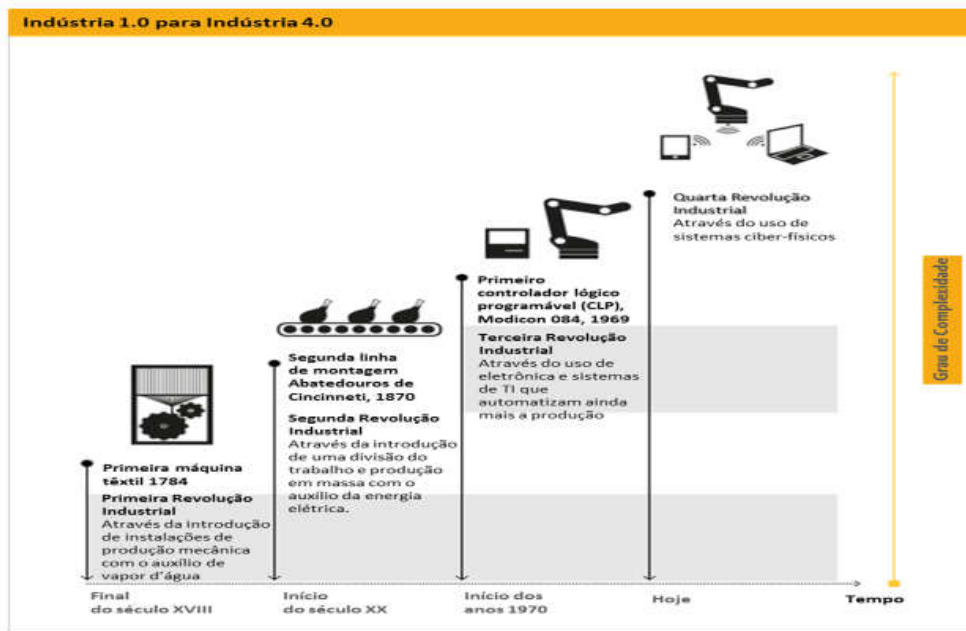 Indústria 1.0 para Indústria 4.0
Quarta Revolução
Industrial
Através do uso de
sistemas ciber-físicos
Primeiro
controlador lógico
programável (CLP),
Modicon 084, 1969
Terceira Revolução
Industrial
Através do uso de
eletrônica e sistemas
de TI que
automatizam ainda
mais a produção
Segunda linha
de montagem
Abatedouros de
Cincinneti, 1870
Segunda Revolução
Industrial
Através da introdução
de uma divisão do
trabalho e produção
em massa com o
auxílio da energia
elétrica.
Primeira máquina
têxtil 1784
Primeira Revolução
Industrial
Através da introdução
de instalações de
produção mecânica
com o auxílio de
vapor d'água
Grau de Complexidade
Final
do século XVIII
Início
do século XX
Início dos
anos 1970
Hoje
Tempo